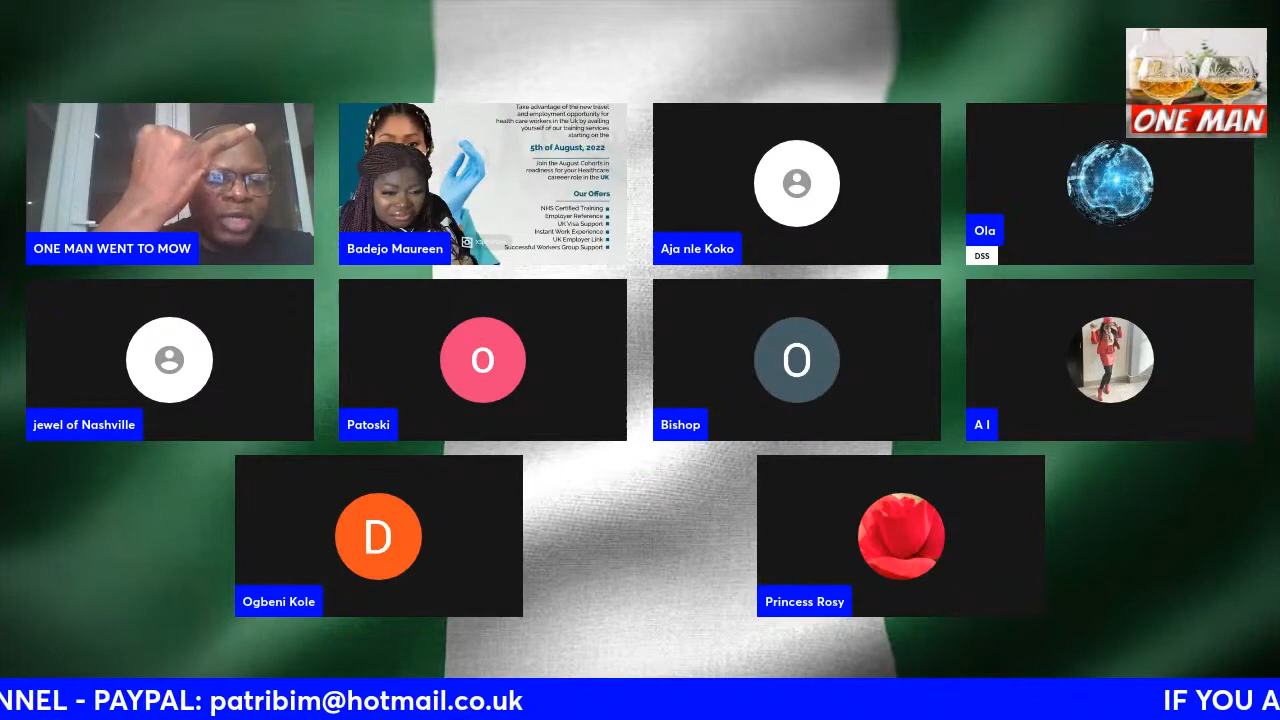 ONE MAN
ONE MAN WENT TO MOW
Take advantage of the new travel
and employment opportunity for
health care workers in the Uk by availing
yourself of our training services
starting on the
5th of August, 2022
Join the August Cohorts in
readiness for your Healthcare
careeer role in the UK
Our Offers
NHS Certified Training
Employer Reference
UK Visa Support
Instant Work Experience
UK Employer Link
Successful Workers Group Support
Badejo Maureen
Aja nle Koko
Ola
DSS
jewel of Nashville
O
Patoski
O
Bishop
A I
D
Ogbeni Kole
Princess Rosy
NNEL - PAYPAL: patribim@hotmail.co.uk
IF YOU A